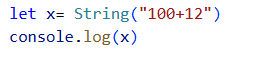 let x= String("100+12")
console.log(x)